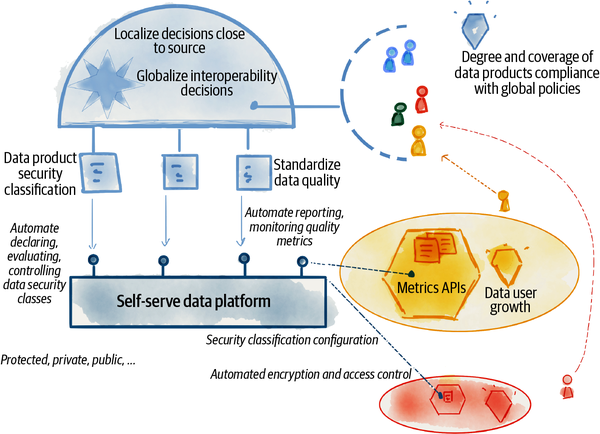 Localize decisions close
to source
Globalize interoperability
decisions
Degree and coverage of
data products compliance
with global policies
Data product
security
classification
Standardize
data quality
Automate
declaring,
evaluating,
controlling
data security
classes
Automate reporting,
monitoring quality
metrics
Metrics APIs
Data user
growth
Self-serve data platform
Security classification configuration
Protected, private, public, ...
Automated encryption and access control